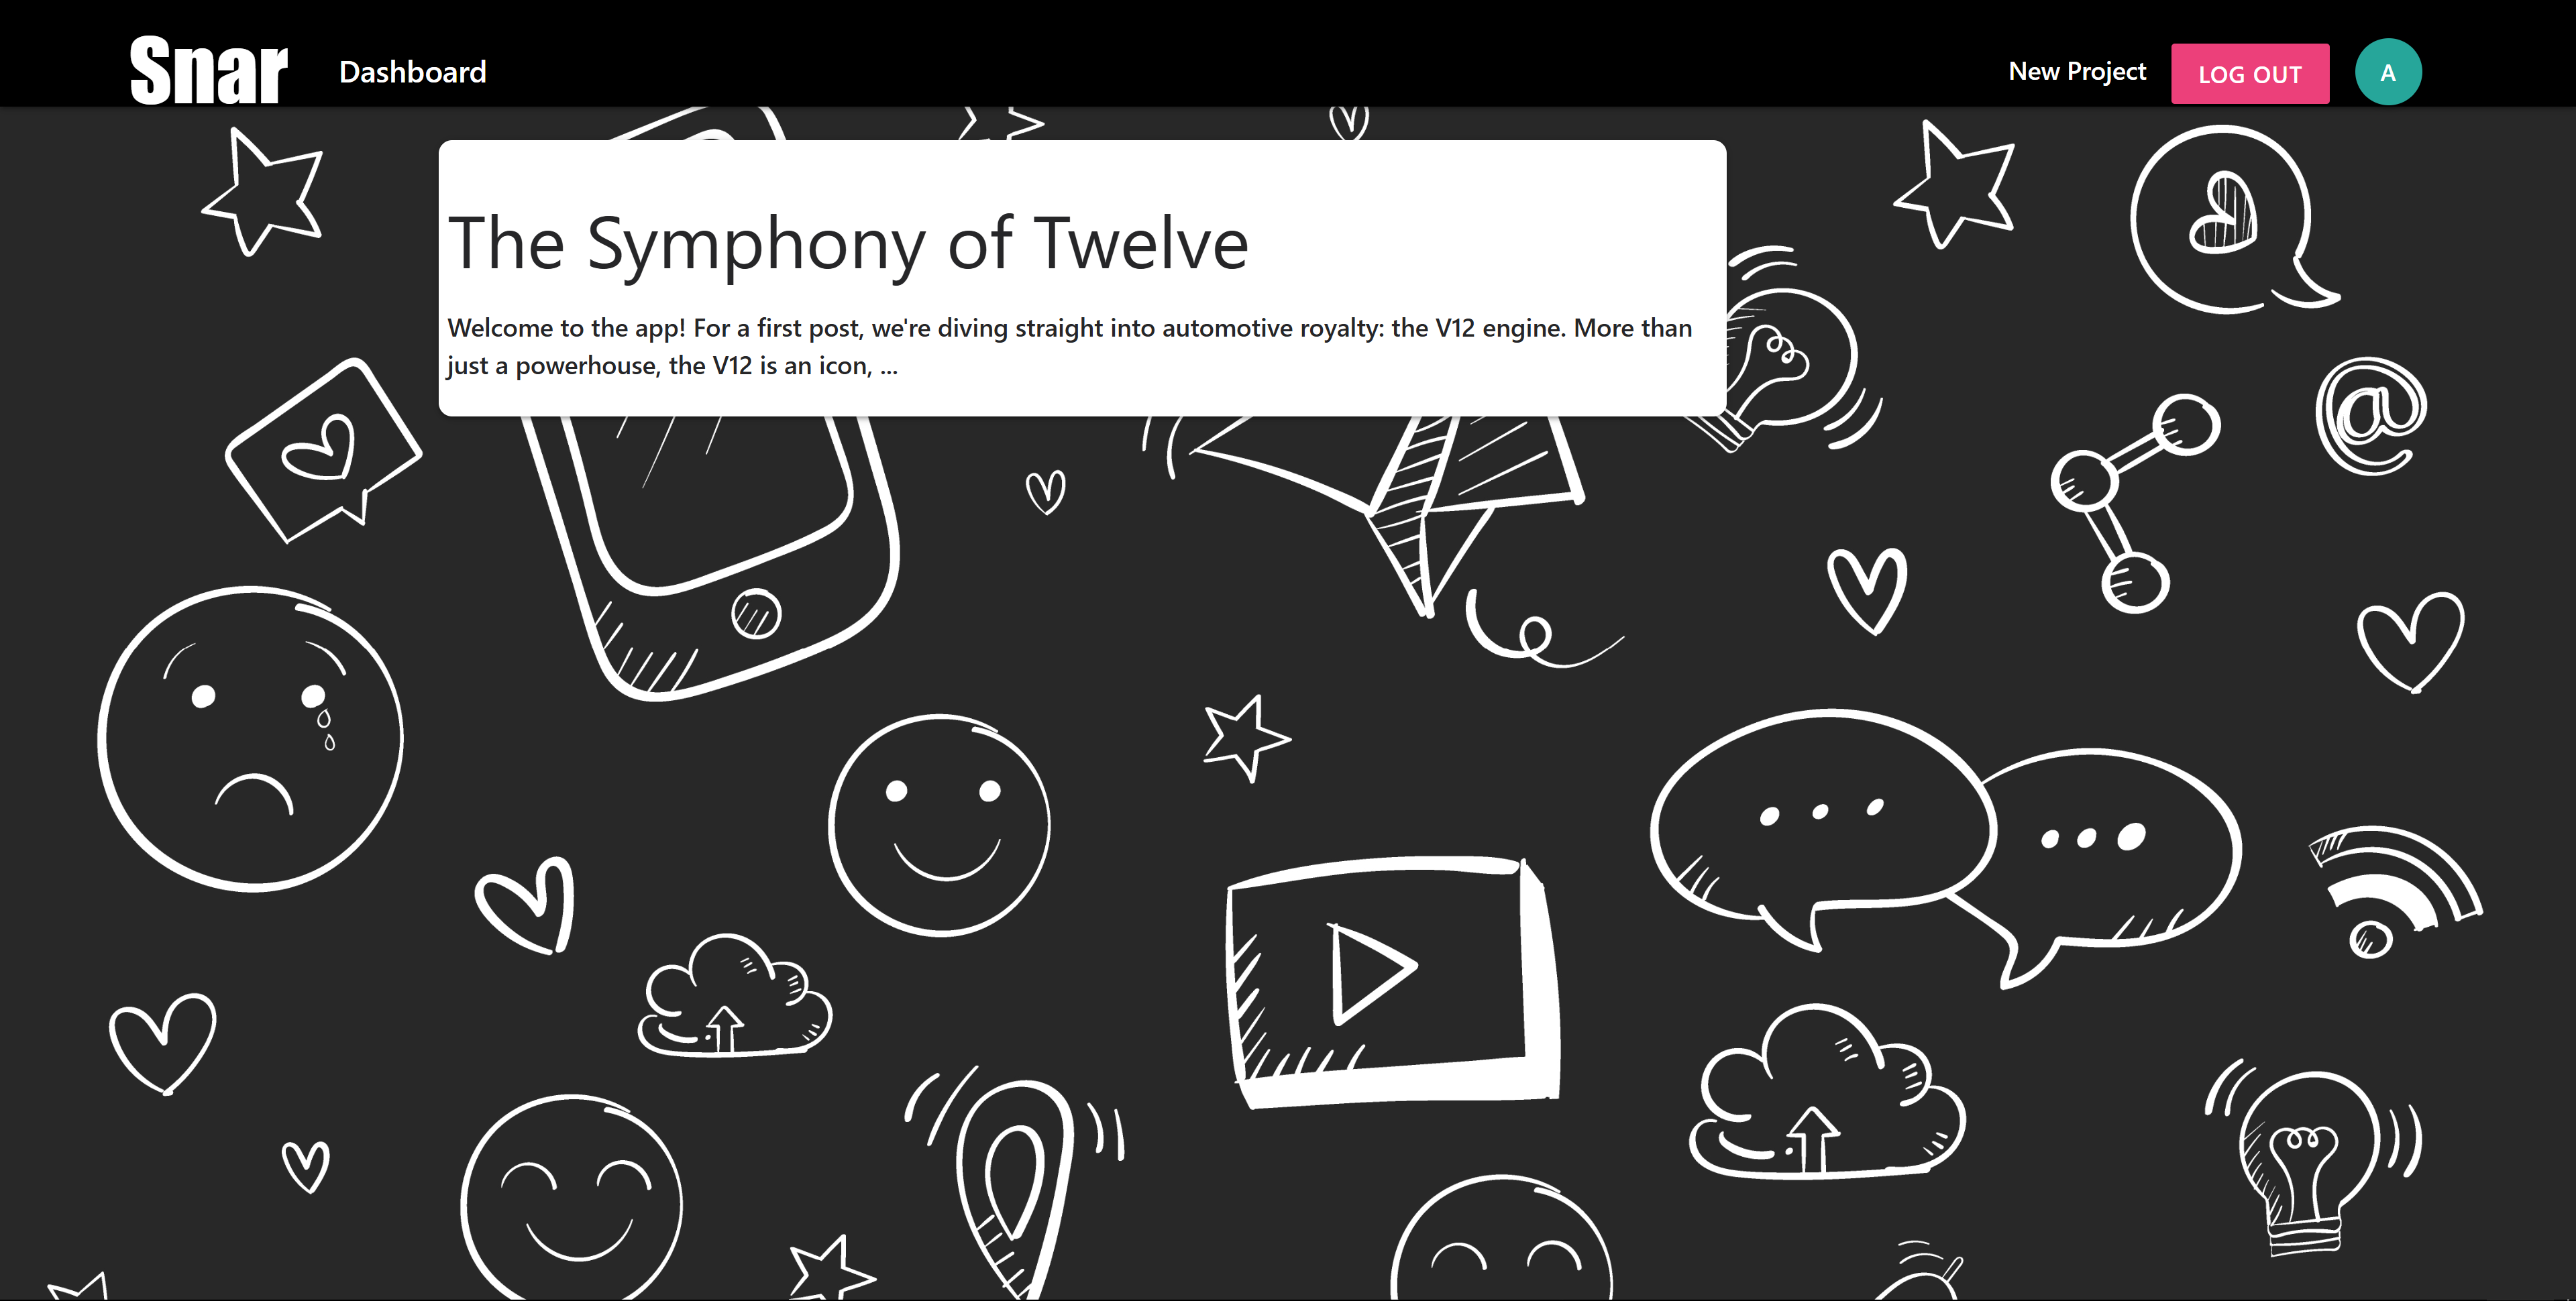 Snar
Dashboard
New Project
LOG OUT
A
The Symphony of Twelve
Welcome to the app! For a first post, we're diving straight into automotive royalty: the V12 engine. More than
just a powerhouse, the V12 is an icon, ...
@